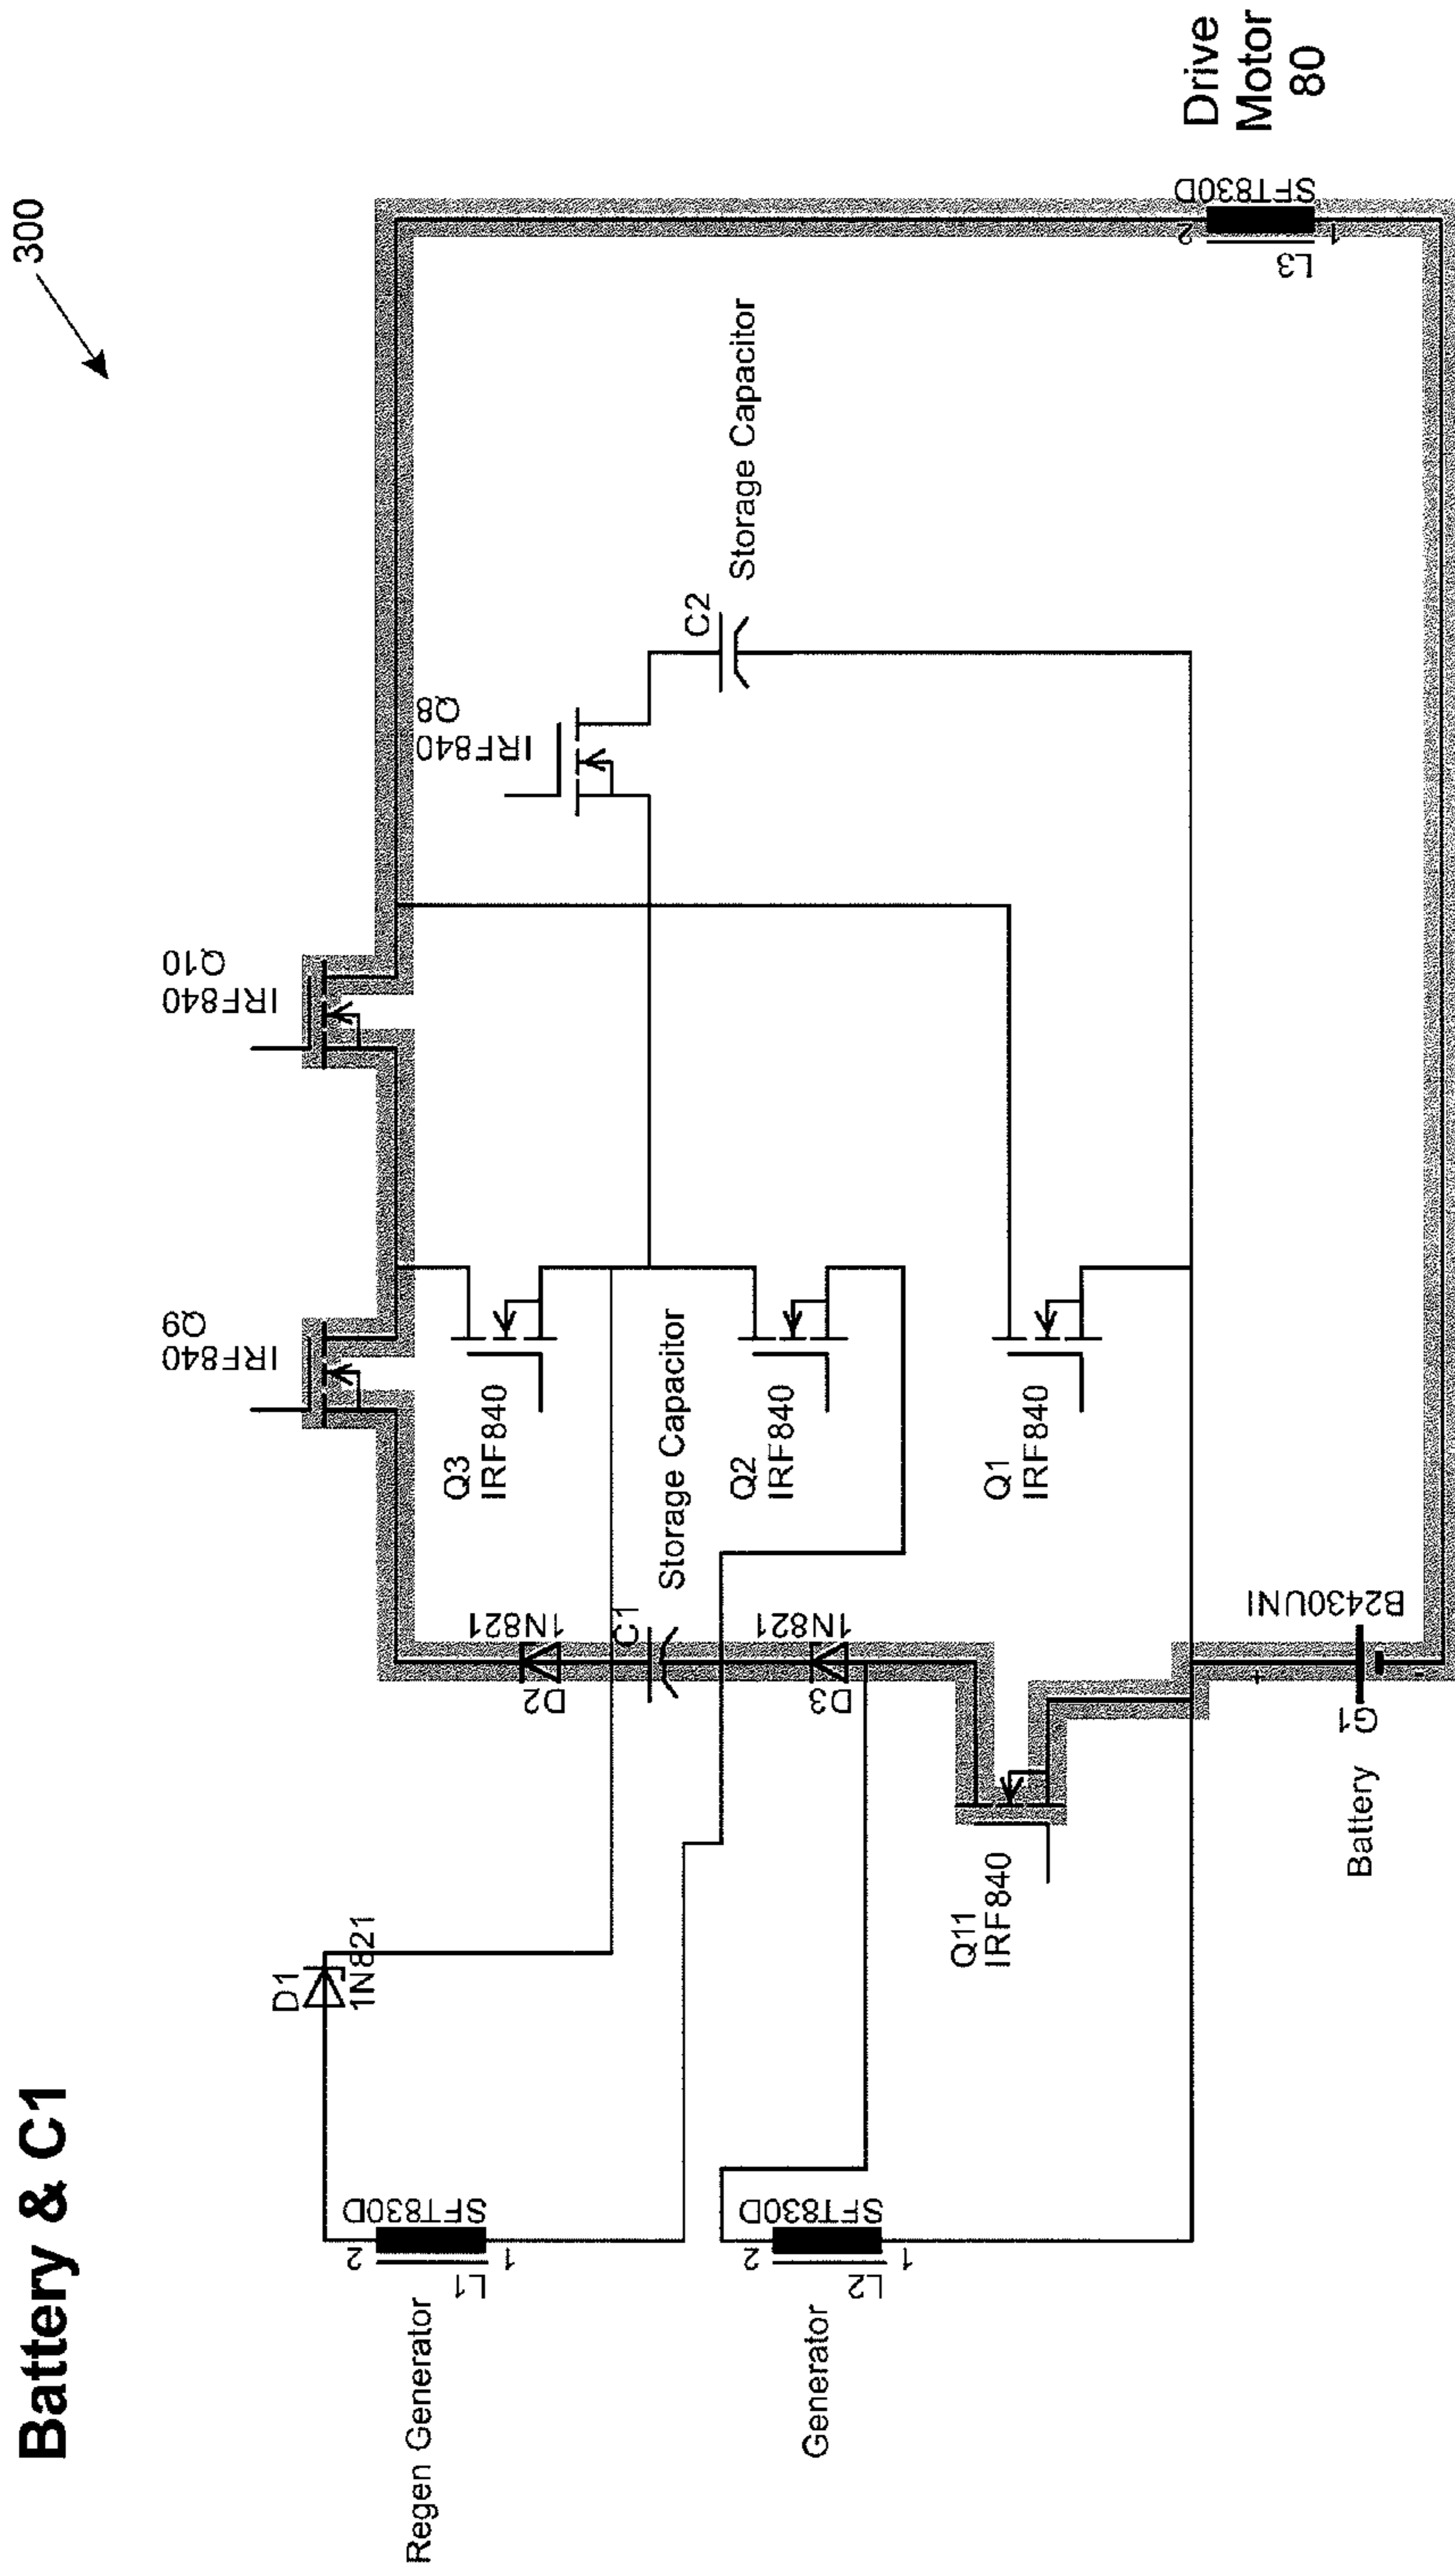 Battery & C1
300
Regen Generator
L1
2
1
SFT830D
D1
1N821
Generator
L2
2
1
SFT830D
Q11
IRF840
Battery
G1
+
-
B2430UNI
D2
1N821
C1
Storage Capacitor
D3
1N821
Q3
IRF840
Q2
IRF840
Q1
IRF840
Q9
IRF840
Q10
IRF840
Q8
IRF840
C2
Storage Capacitor
L3
2
1
SFT830D
Drive
Motor
80